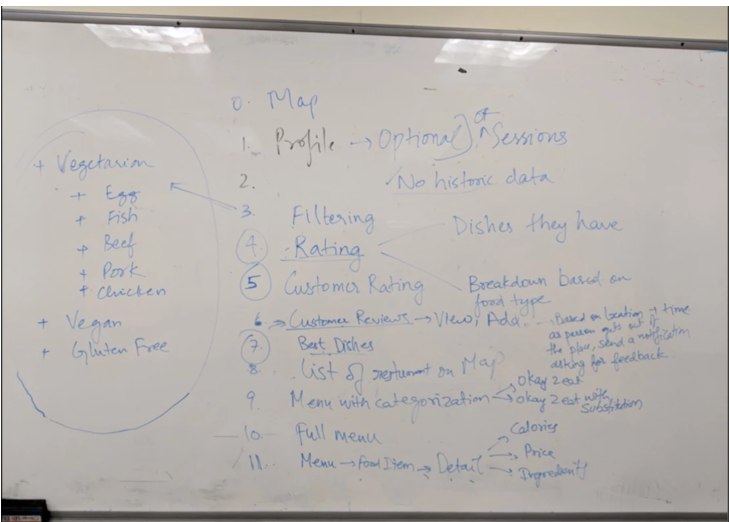 0. Map
1. Profile → Optional} of Sessions
2.
No historic data
+ Vegetarian
+ Egg
+ Fish
+ Beef
+ Pork
+ Chicken
+ Vegan
+ Gluten Free
3. Filtering
4. Rating
Dishes they have
Breakdown based on
food type
5 Customer Rating
6. → Customer Reviews → View, Add
Based on location + time
as person gets out of
the place, send a notification
asking for feedback
7. Best Dishes
8. List of restaurant on Map
9. Menu with categorization
okay 2 eat
okay 2 eat with
substitution
10. Full menu
11. Menu → Food Item → Detail
Calories
Price
Ingredients